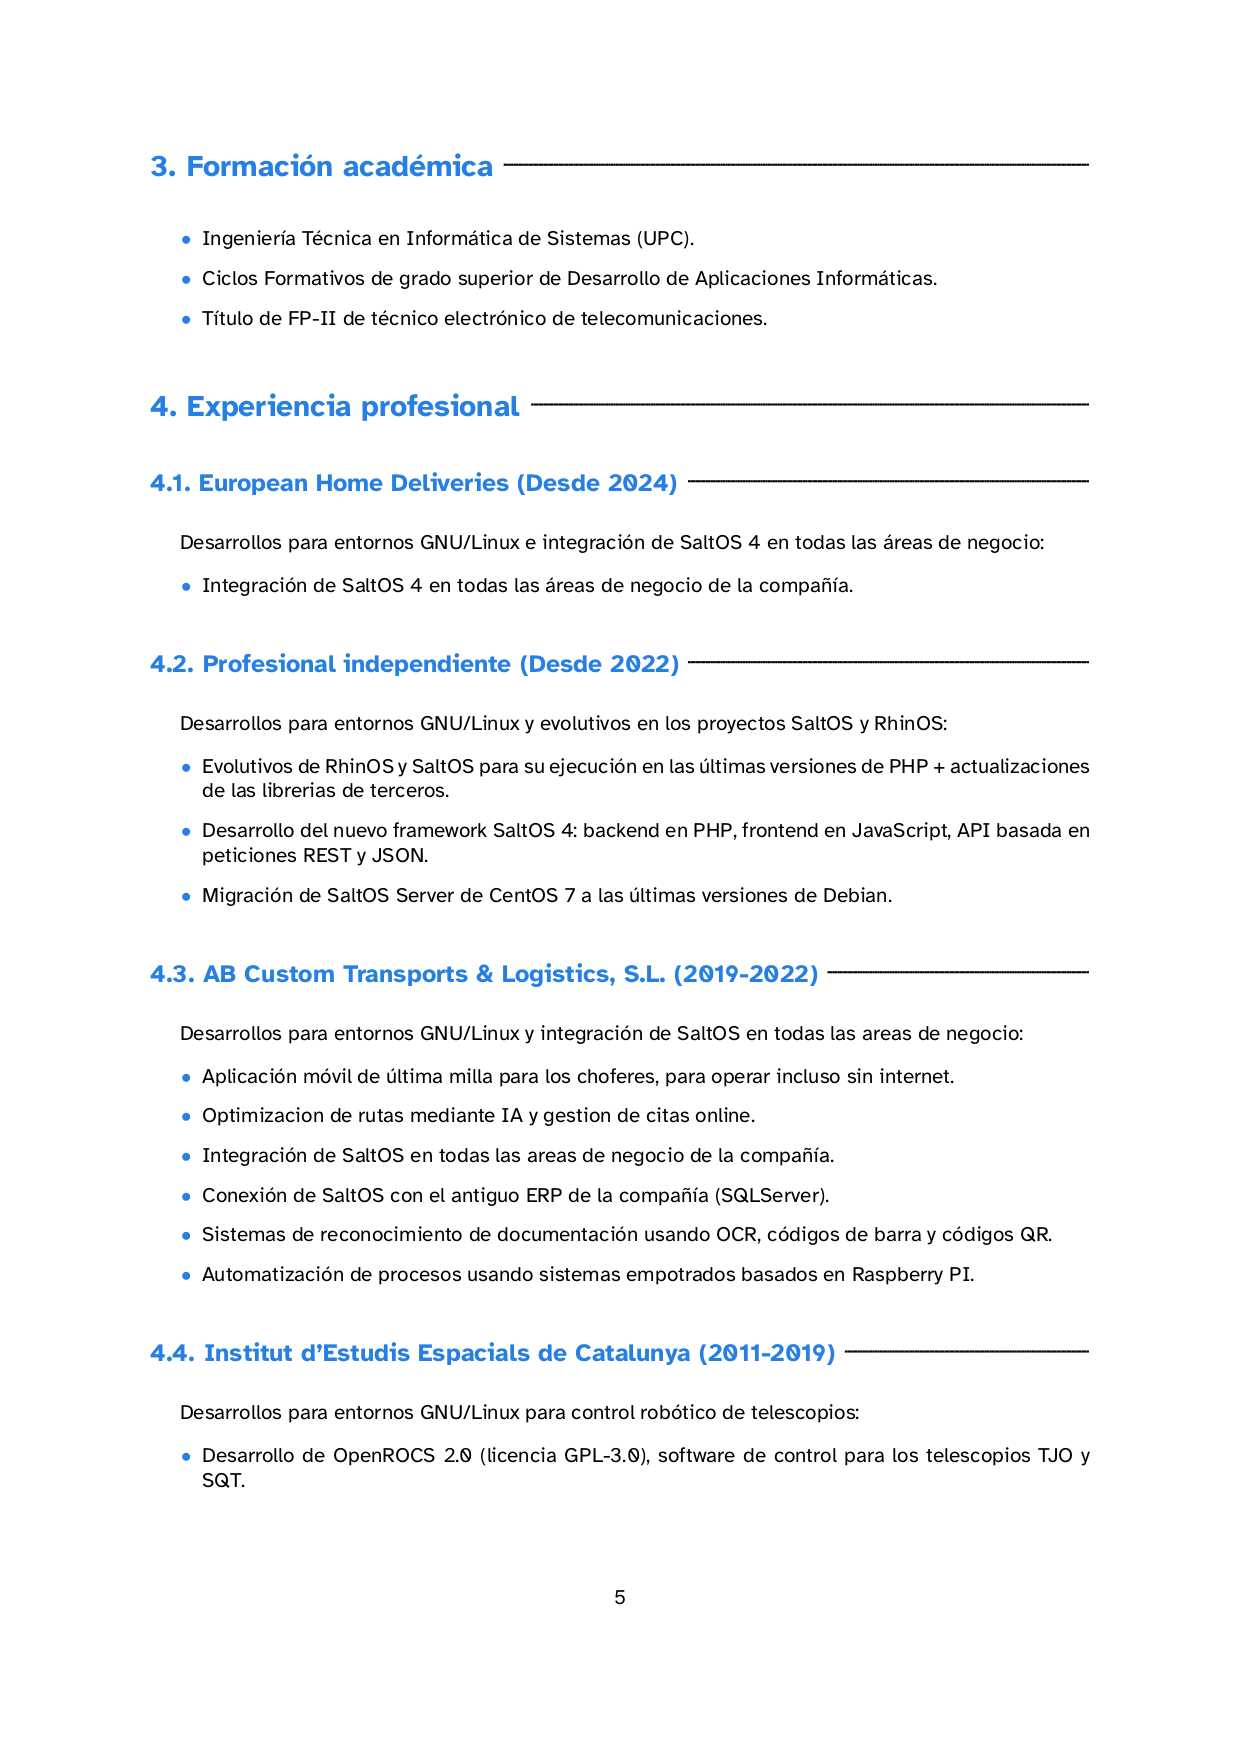 3. Formación académica
• Ingeniería Técnica en Informática de Sistemas (UPC).
• Ciclos Formativos de grado superior de Desarrollo de Aplicaciones Informáticas.
• Título de FP-II de técnico electrónico de telecomunicaciones.
4. Experiencia profesional
4.1. European Home Deliveries (Desde 2024)
Desarrollos para entornos GNU/Linux e integración de SaltOS 4 en todas las áreas de negocio:
• Integración de SaltOS 4 en todas las áreas de negocio de la compañía.
4.2. Profesional independiente (Desde 2022)
Desarrollos para entornos GNU/Linux y evolutivos en los proyectos SaltOS y RhinOS:
• Evolutivos de RhinOS y SaltOS para su ejecución en las últimas versiones de PHP + actualizaciones
de las librerias de terceros.
• Desarrollo del nuevo framework SaltOS 4: backend en PHP, frontend en JavaScript, API basada en
peticiones REST y JSON.
• Migración de SaltOS Server de CentOS 7 a las últimas versiones de Debian.
4.3. AB Custom Transports & Logistics, S.L. (2019-2022)
Desarrollos para entornos GNU/Linux y integración de SaltOS en todas las areas de negocio:
• Aplicación móvil de última milla para los choferes, para operar incluso sin internet.
• Optimizacion de rutas mediante IA y gestion de citas online.
• Integración de SaltOS en todas las areas de negocio de la compañía.
• Conexión de SaltOS con el antiguo ERP de la compañía (SQLServer).
• Sistemas de reconocimiento de documentación usando OCR, códigos de barra y códigos QR.
• Automatización de procesos usando sistemas empotrados basados en Raspberry PI.
4.4. Institut d’Estudis Espacials de Catalunya (2011-2019)
Desarrollos para entornos GNU/Linux para control robótico de telescopios:
• Desarrollo de OpenROCS 2.0 (licencia GPL-3.0), software de control para los telescopios TJO y
SQT.
5